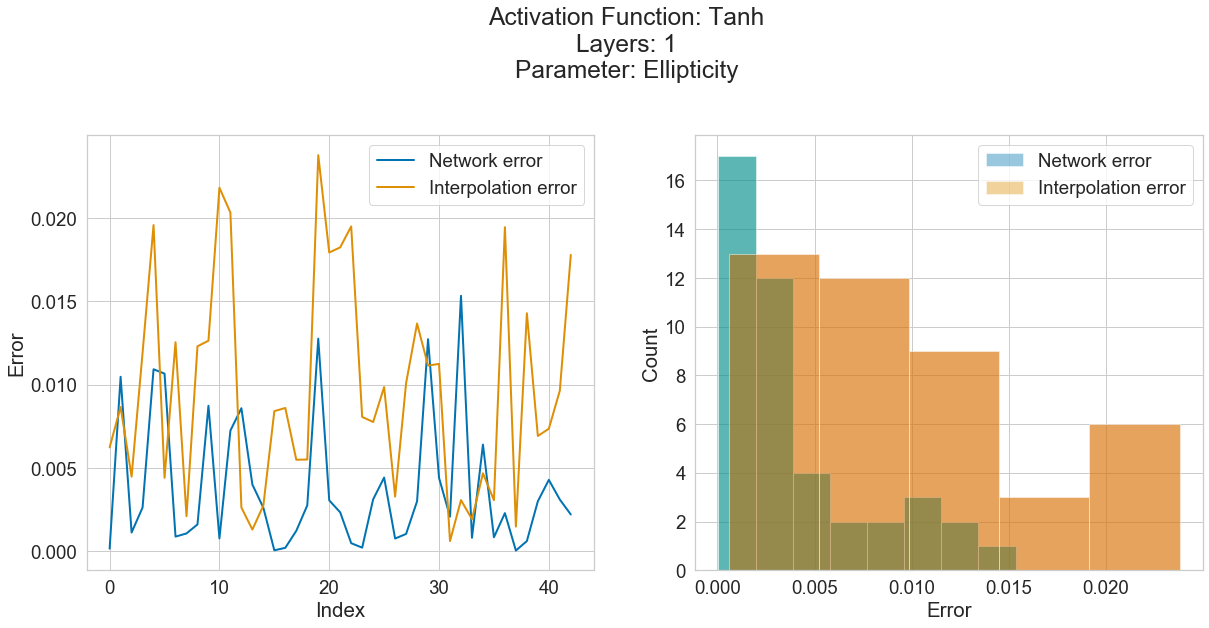 Activation Function: Tanh
Layers: 1
Parameter: Ellipticity
Network error
Interpolation error
0.020
0.015
0.010
0.005
0.000
Error
0
10
20
30
40
Index
Network error
Interpolation error
16
14
12
10
8
6
4
2
0
Count
0.000
0.005
0.010
0.015
0.020
Error